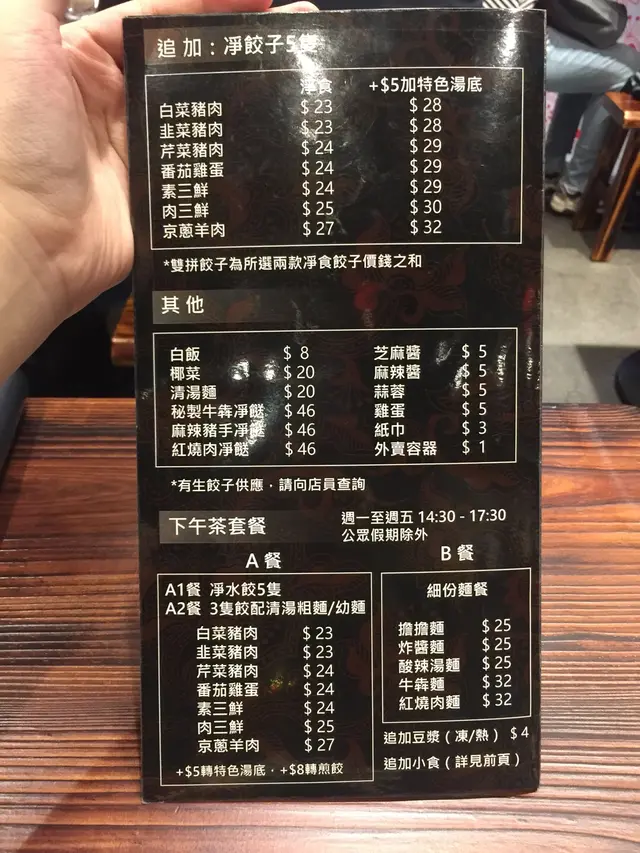 追加：凈餃子5隻
淨食 +$5加特色湯底
白菜豬肉 $23 $28
韭菜豬肉 $23 $28
芹菜豬肉 $24 $29
番茄雞蛋 $24 $29
素三鮮 $24 $29
肉三鮮 $25 $30
京蔥羊肉 $27 $32
*雙拼餃子為所選兩款凈食餃子價錢之和
其他
白飯 $8 芝麻醬 $5
椰菜 $20 麻辣醬 $5
清湯麵 $20 蒜蓉 $5
秘製牛犇凈餸 $46 雞蛋 $5
麻辣豬手凈餸 $46 紙巾 $3
紅燒肉凈餸 $46 外賣容器 $1
*有生餃子供應，請向店員查詢
下午茶套餐 週一至週五 14:30 - 17:30
公眾假期除外
A 餐
A1餐 凈水餃5隻
A2餐 3隻餃配清湯粗麵/幼麵
白菜豬肉 $23
韭菜豬肉 $23
芹菜豬肉 $24
番茄雞蛋 $24
素三鮮 $24
肉三鮮 $25
京蔥羊肉 $27
+$5轉特色湯底，+$8轉煎餃
B 餐
細份麵餐
擔擔麵 $25
炸醬麵 $25
酸辣湯麵 $25
牛犇麵 $32
紅燒肉麵 $32
追加豆漿（凍/熱） $4
追加小食（詳見前頁）